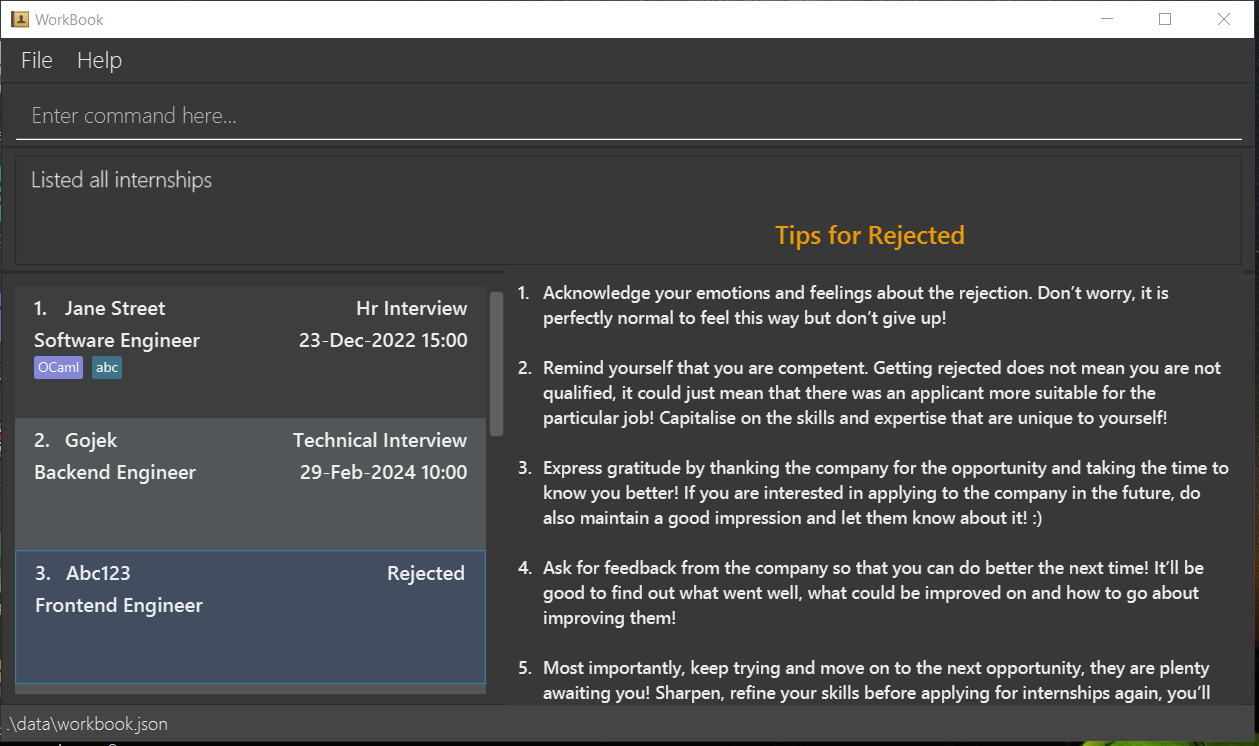 WorkBook
File Help
Enter command here...
Listed all internships
Tips for Rejected
1. Jane Street Hr Interview
Software Engineer 23-Dec-2022 15:00
OCaml abc
2. Gojek Technical Interview
Backend Engineer 29-Feb-2024 10:00
3. Abc123 Rejected
Frontend Engineer
1. Acknowledge your emotions and feelings about the rejection. Don’t worry, it is
perfectly normal to feel this way but don’t give up!
2. Remind yourself that you are competent. Getting rejected does not mean you are not
qualified, it could just mean that there was an applicant more suitable for the
particular job! Capitalise on the skills and expertise that are unique to yourself!
3. Express gratitude by thanking the company for the opportunity and taking the time to
know you better! If you are interested in applying to the company in the future, do
also maintain a good impression and let them know about it! :)
4. Ask for feedback from the company so that you can do better the next time! It’ll be
good to find out what went well, what could be improved on and how to go about
improving them!
5. Most importantly, keep trying and move on to the next opportunity, they are plenty
awaiting you! Sharpen, refine your skills before applying for internships again, you’ll
.\data\workbook.json